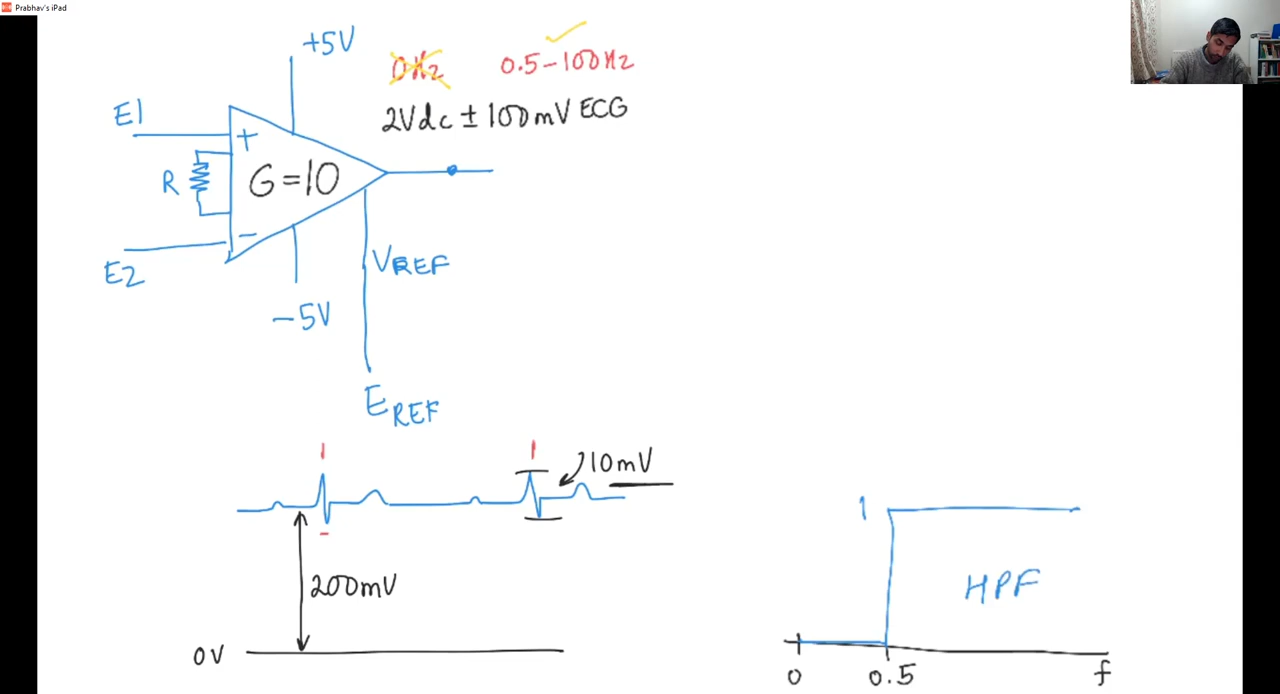 Prabhav's iPad
+5V
0Hz 0.5-100Hz
2Vdc ± 100mV ECG
E1
+
R
G=10
-
E2
VREF
-5V
EREF
10mV
200mV
0V
1
HPF
0 0.5 f